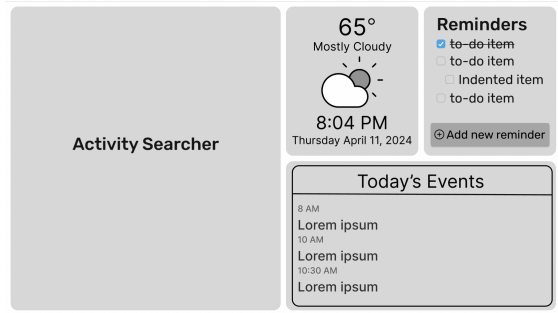 Activity Searcher
65°
Mostly Cloudy
8:04 PM
Thursday April 11, 2024
Reminders
to-do item
to-do item
Indented item
to-do item
Add new reminder
Today's Events
8 AM
Lorem ipsum
10 AM
Lorem ipsum
10:30 AM
Lorem ipsum